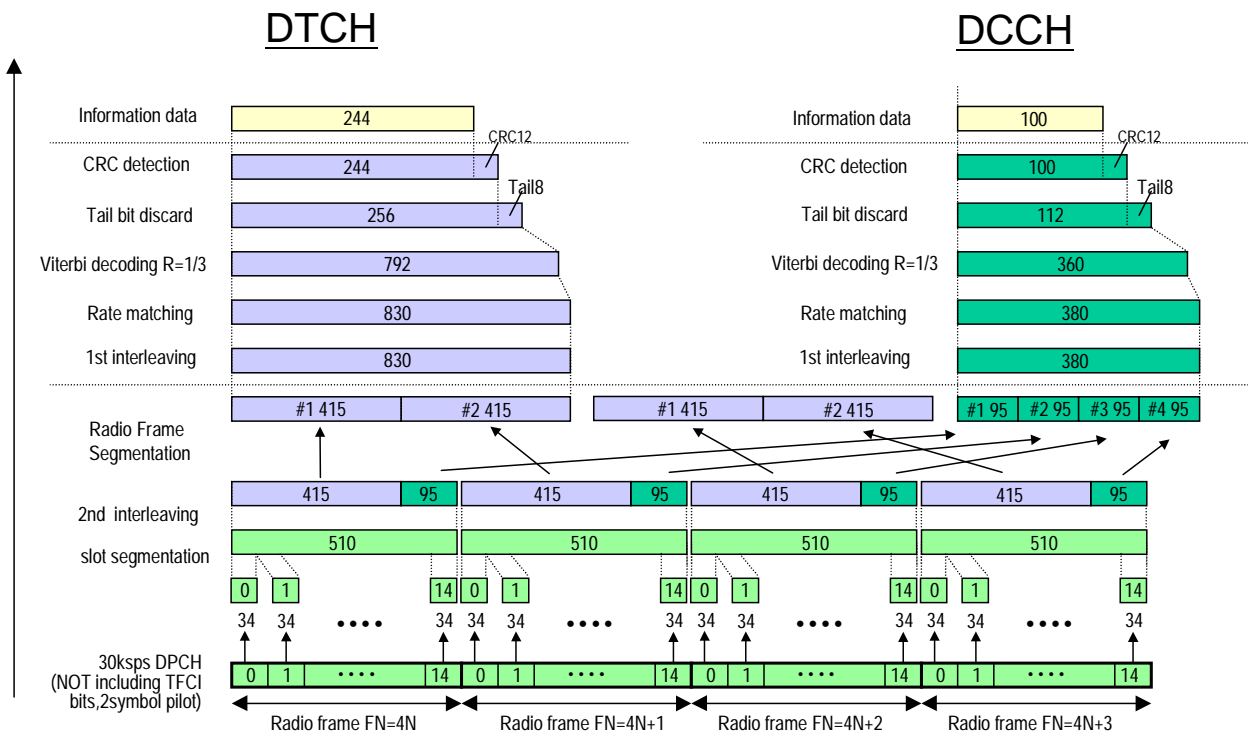 DTCH DCCH
Information data 244 Information data 100
CRC12 CRC12
CRC detection 244 CRC detection 100
Tail8 Tail8
Tail bit discard 256 Tail bit discard 112
Viterbi decoding R=1/3 792 Viterbi decoding R=1/3 360
Rate matching 830 Rate matching 380
1st interleaving 830 1st interleaving 380
#1 415 #2 415 #1 415 #2 415 #1 95 #2 95 #3 95 #4 95
Radio Frame
Segmentation
415 95 415 95 415 95 415 95
2nd interleaving
slot segmentation 510 510 510 510
0 1 14 0 1 14 0 1 14 0 1 14
34 34 •••• 34 34 34 •••• 34 34 34 •••• 34 34 34 •••• 34
30ksps DPCH
(NOT including TFCI
bits,2symbol pilot)
0 1 •••• 14 0 1 •••• 14 0 1 •••• 14 0 1 •••• 14
Radio frame FN=4N Radio frame FN=4N+1 Radio frame FN=4N+2 Radio frame FN=4N+3